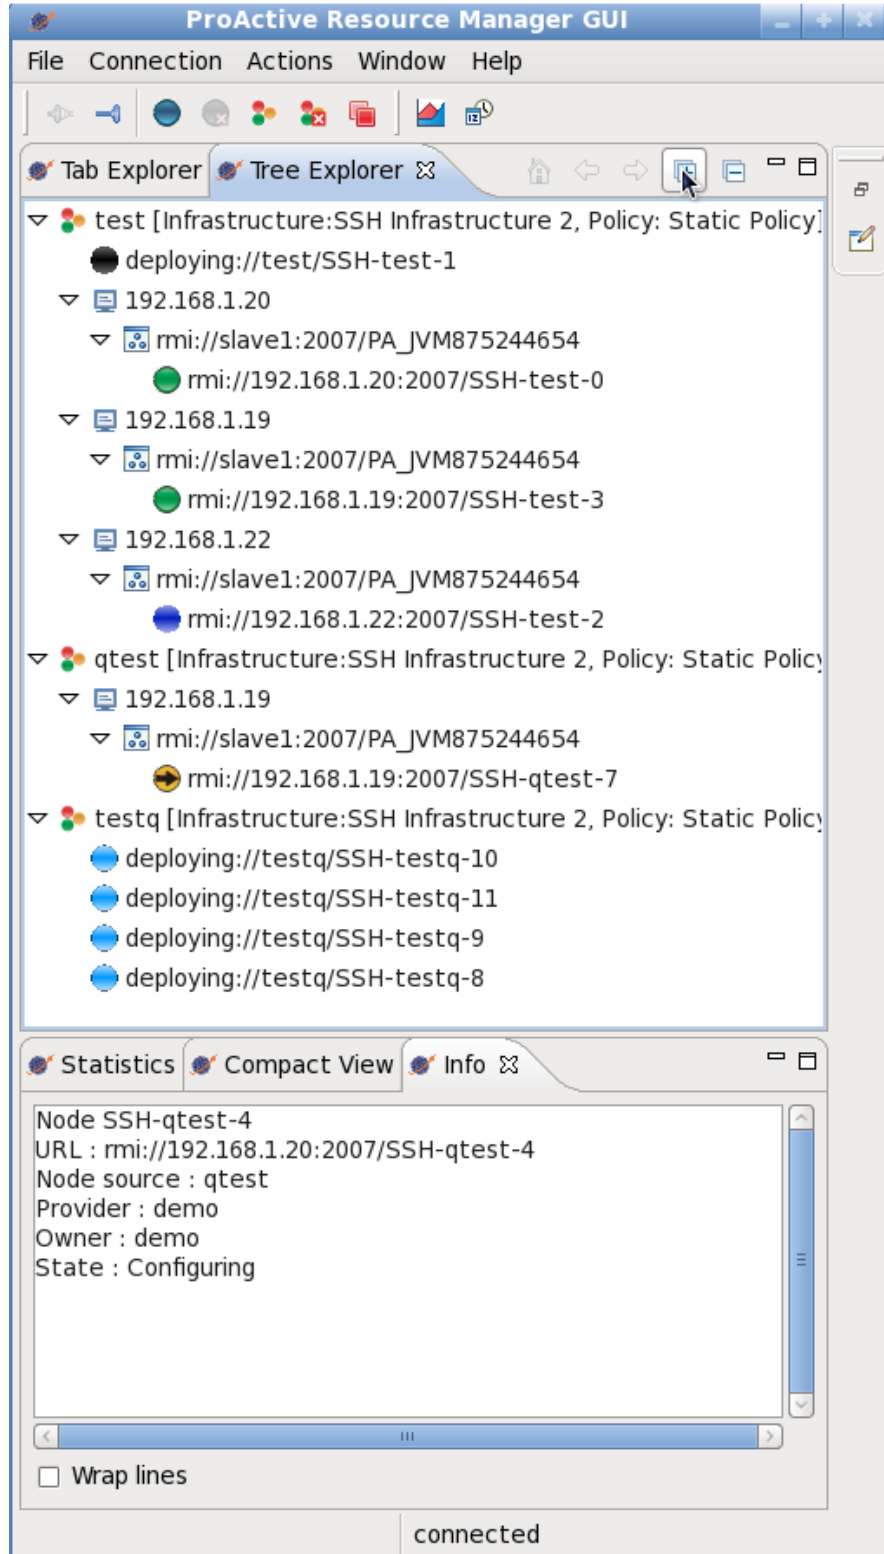 ProActive Resource Manager GUI
File Connection Actions Window Help
Tab Explorer Tree Explorer
test [Infrastructure:SSH Infrastructure 2, Policy: Static Policy]
deploying://test/SSH-test-1
192.168.1.20
rmi://slave1:2007/PA_JVM875244654
rmi://192.168.1.20:2007/SSH-test-0
192.168.1.19
rmi://slave1:2007/PA_JVM875244654
rmi://192.168.1.19:2007/SSH-test-3
192.168.1.22
rmi://slave1:2007/PA_JVM875244654
rmi://192.168.1.22:2007/SSH-test-2
qtest [Infrastructure:SSH Infrastructure 2, Policy: Static Policy
192.168.1.19
rmi://slave1:2007/PA_JVM875244654
rmi://192.168.1.19:2007/SSH-qtest-7
testq [Infrastructure:SSH Infrastructure 2, Policy: Static Policy
deploying://testq/SSH-testq-10
deploying://testq/SSH-testq-11
deploying://testq/SSH-testq-9
deploying://testq/SSH-testq-8
Statistics Compact View Info
Node SSH-qtest-4
URL : rmi://192.168.1.20:2007/SSH-qtest-4
Node source : qtest
Provider : demo
Owner : demo
State : Configuring
Wrap lines
connected